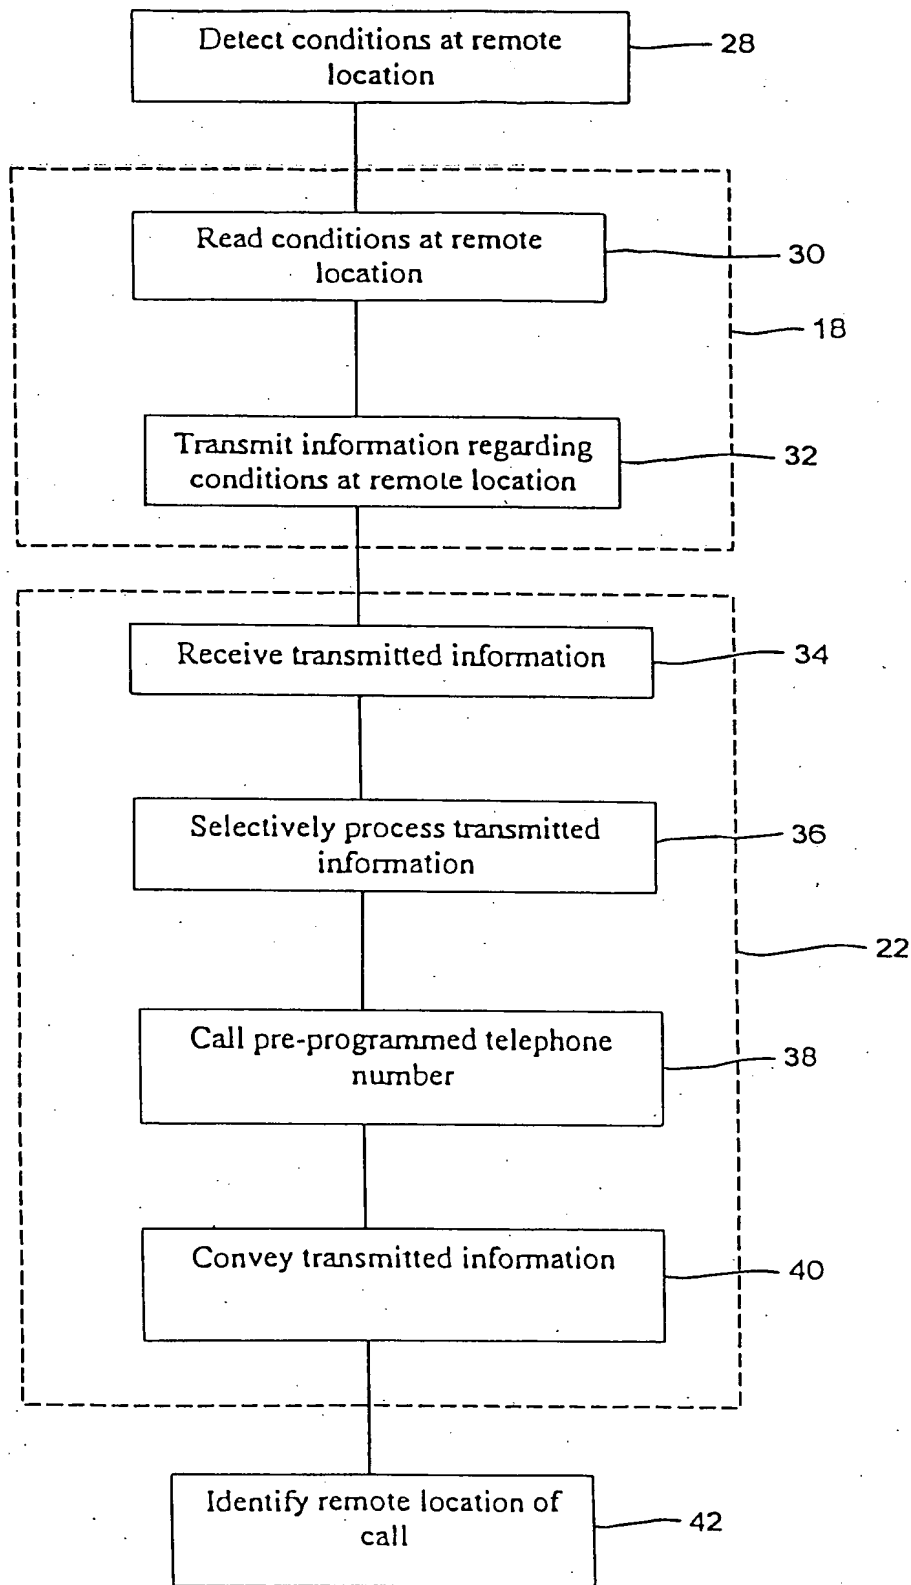 Detect conditions at remote
location
28
Read conditions at remote
location
30
18
Transmit information regarding
conditions at remote location
32
Receive transmitted information
34
Selectively process transmitted
information
36
22
Call pre-programmed telephone
number
38
Convey transmitted information
40
Identify remote location of
call
42